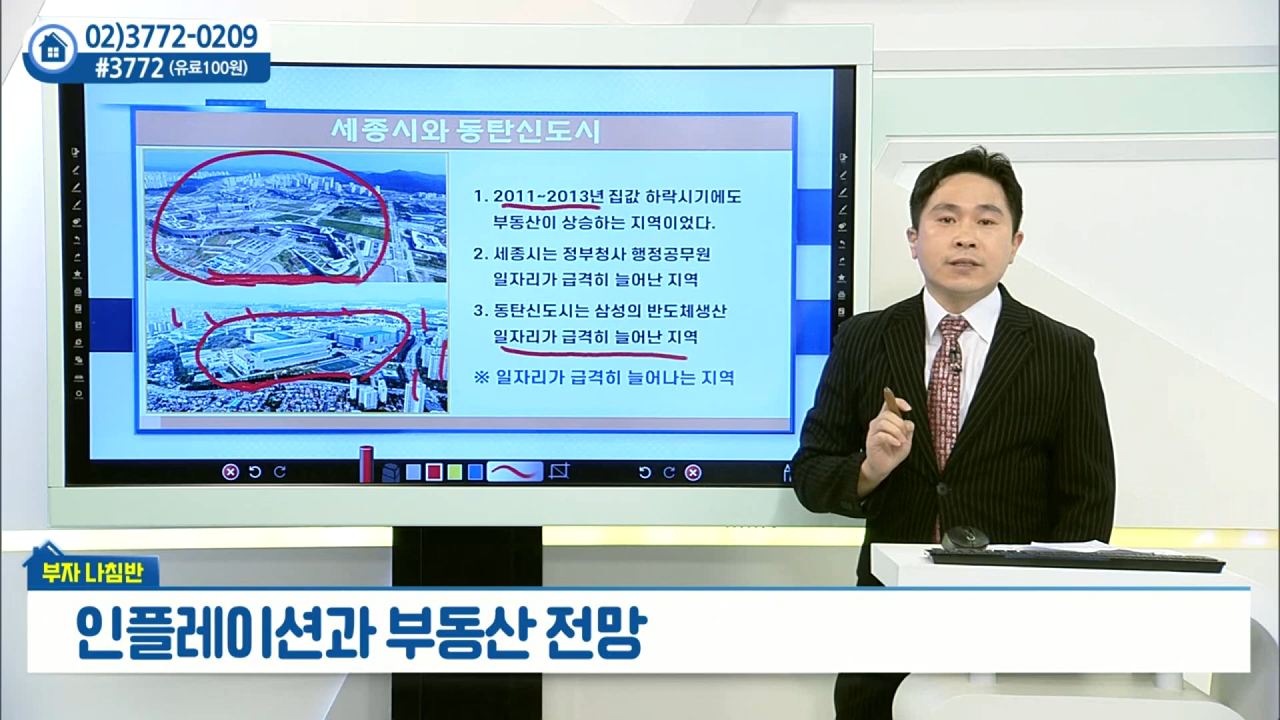 02)3772-0209
#3772 (유료100원)
세종시와 동탄신도시
1. 2011~2013년 집값 하락시기에도
부동산이 상승하는 지역이었다.
2. 세종시는 정부청사 행정공무원
일자리가 급격히 늘어난 지역
3. 동탄신도시는 삼성의 반도체생산
일자리가 급격히 늘어난 지역
※ 일자리가 급격히 늘어나는 지역
부자 나침반
인플레이션과 부동산 전망